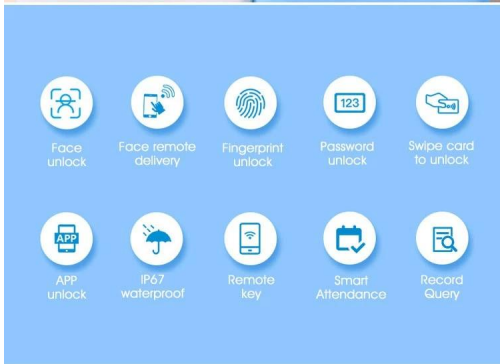 123
Face
unlock
Face remote
delivery
Fingerprint
unlock
Password
unlock
Swipe card
to unlock
APP
APP
unlock
IP67
waterproof
Remote
key
Smart
Attendance
Record
Query